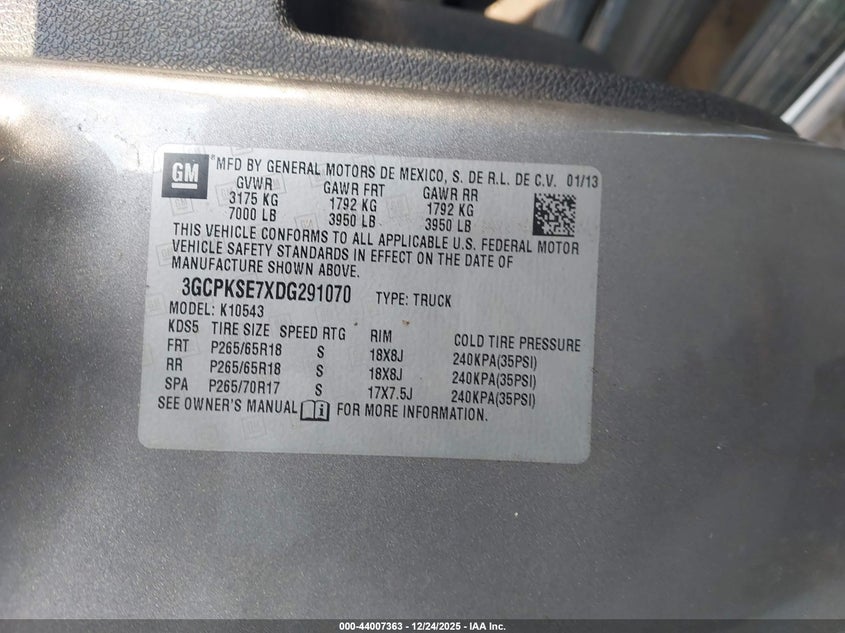 GM
® MFD BY GENERAL MOTORS DE MEXICO, S. DE R.L. DE C.V. 01/13
GVWR GAWR FRT GAWR RR
3175 KG 1792 KG 1792 KG
7000 LB 3950 LB 3950 LB
THIS VEHICLE CONFORMS TO ALL APPLICABLE U.S. FEDERAL MOTOR
VEHICLE SAFETY STANDARDS IN EFFECT ON THE DATE OF
MANUFACTURE SHOWN ABOVE.
3GCPKSE7XDG291070 TYPE: TRUCK
MODEL: K10543
KDS5 TIRE SIZE SPEED RTG RIM COLD TIRE PRESSURE
FRT P265/65R18 S 18X8J 240KPA(35PSI)
RR P265/65R18 S 18X8J 240KPA(35PSI)
SPA P265/70R17 S 17X7.5J 240KPA(35PSI)
SEE OWNER'S MANUAL FOR MORE INFORMATION.
000-44007363 - 12/24/2025 - IAA Inc.